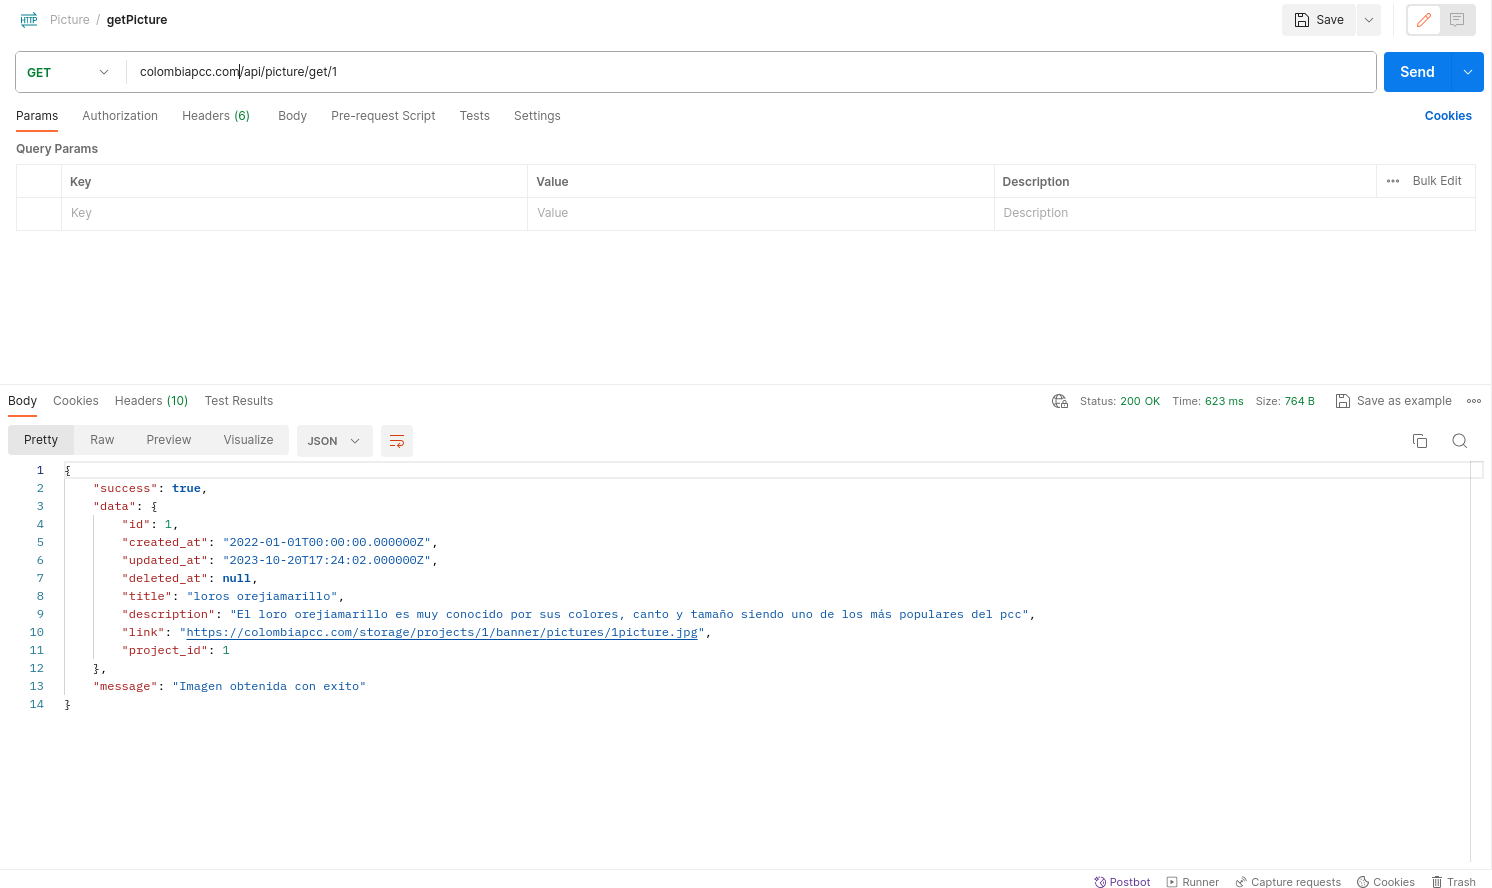 HTTP Picture / getPicture Save
GET colombiapcc.com/api/picture/get/1 Send
Params Authorization Headers (6) Body Pre-request Script Tests Settings Cookies
Query Params
Key Value Description ••• Bulk Edit
Key Value Description
Body Cookies Headers (10) Test Results Status: 200 OK Time: 623 ms Size: 764 B Save as example
Pretty Raw Preview Visualize JSON
1 {
2 "success": true,
3 "data": {
4 "id": 1,
5 "created_at": "2022-01-01T00:00:00.000000Z",
6 "updated_at": "2023-10-20T17:24:02.000000Z",
7 "deleted_at": null,
8 "title": "loros orejiamarillo",
9 "description": "El loro orejiamarillo es muy conocido por sus colores, canto y tamaño siendo uno de los más populares del pcc",
10 "link": "https://colombiapcc.com/storage/projects/1/banner/pictures/1picture.jpg",
11 "project_id": 1
12 },
13 "message": "Imagen obtenida con exito"
14 }
Postbot Runner Capture requests Cookies Trash